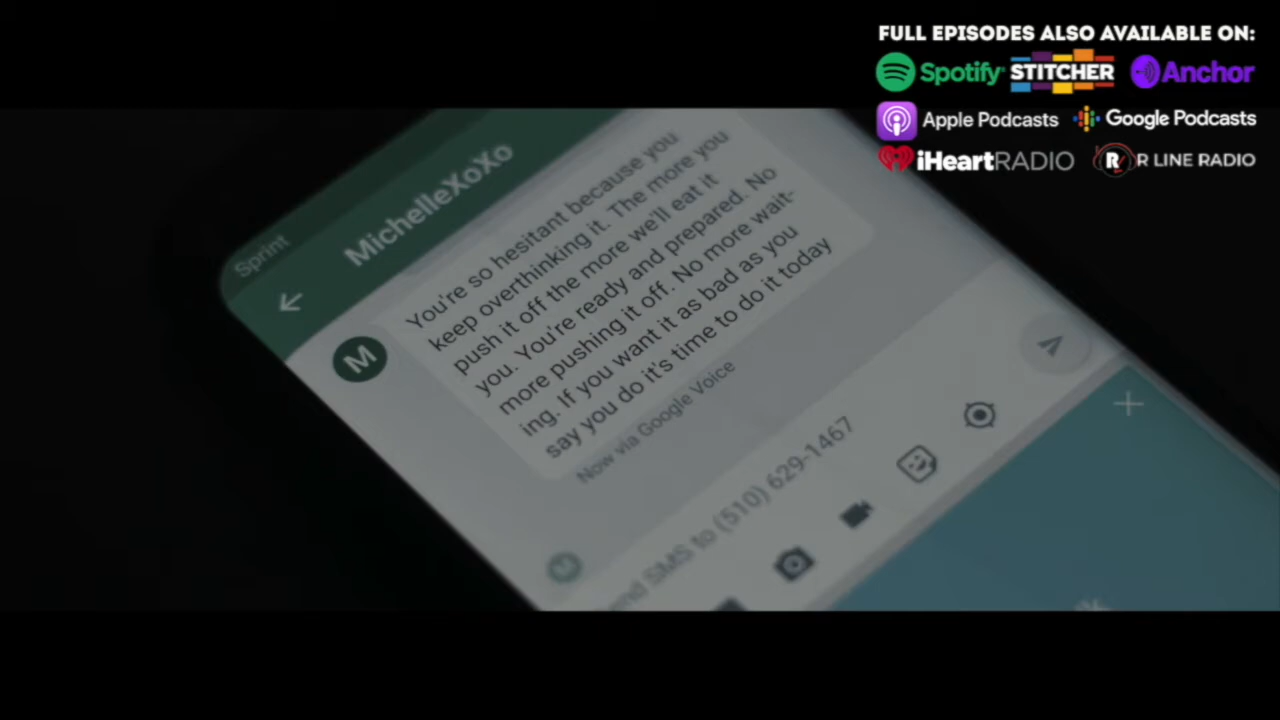 FULL EPISODES ALSO AVAILABLE ON:
Spotify STITCHER Anchor
Apple Podcasts Google Podcasts
iHeartRADIO R R LINE RADIO
Sprint
MichelleXoXo
M
You're so hesitant because you
keep overthinking it. The more you
push it off the more we'll eat it
you. You're ready and prepared. No
more pushing it off. No more wait-
ing. If you want it as bad as you
say you do it's time to do it today
Now via Google Voice
M
SMS to (510) 629-1467